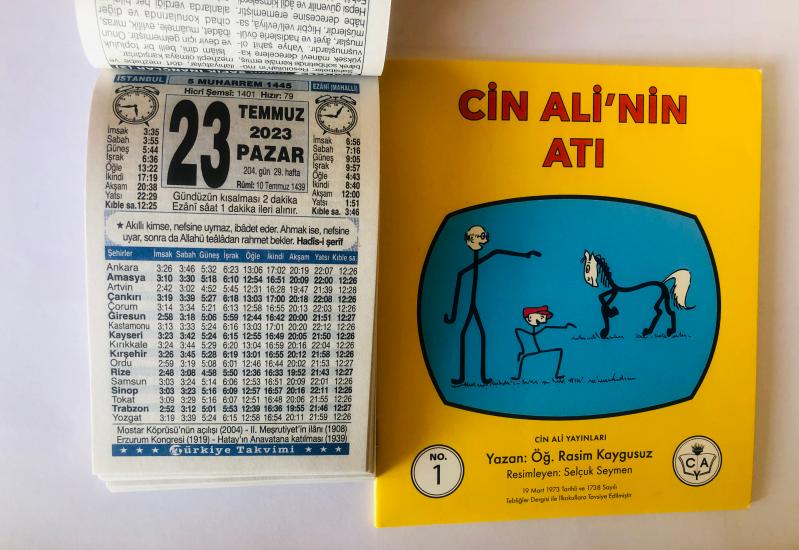 İSTANBUL
5 MUHARREM 1445
EZÂNÎ (MAHALLÎ)
Hicrî Şemsî: 1401 Hızır: 79
23
TEMMUZ
2023
PAZAR
204. gün 29. hafta
Rûmî: 10 Temmuz 1439
İmsak 3:35
Sabah 3:55
Güneş 5:44
İşrak 6:36
Öğle 13:22
İkindi 17:19
Akşam 20:38
Yatsı 22:29
Kıble sa. 12:25
İmsak 6:56
Sabah 7:16
Güneş 9:05
İşrak 9:57
Öğle 4:43
İkindi 8:40
Akşam 12:00
Yatsı 1:51
Kıble sa. 3:46
Gündüzün kısalması 2 dakika
Ezânî sâat 1 dakika ileri alınır.
★ Akıllı kimse, nefsine uymaz, ibâdet eder. Ahmak ise, nefsine
uyar, sonra da Allahü teâlâdan rahmet bekler. Hadîs-i şerîf
Şehirler İmsak Sabah Güneş İşrak Öğle İkindi Akşam Yatsı Kıble sa.
Ankara 3:26 3:46 5:32 6:23 13:06 17:02 20:19 22:07 12:26
Amasya 3:10 3:30 5:18 6:10 12:54 16:51 20:09 22:00 12:26
Artvin 2:42 3:02 4:52 5:45 12:31 16:28 19:47 21:39 12:28
Çankırı 3:19 3:39 5:27 6:18 13:03 17:00 20:18 22:08 12:26
Çorum 3:14 3:34 5:21 6:13 12:58 16:55 20:13 22:03 12:26
Giresun 2:58 3:18 5:06 5:59 12:44 16:42 20:00 21:51 12:27
Kastamonu 3:13 3:33 5:24 6:16 13:03 17:01 20:20 22:12 12:26
Kayseri 3:23 3:42 5:24 6:15 12:55 16:49 20:05 21:50 12:26
Kırıkkale 3:24 3:44 5:29 6:20 13:04 16:59 20:16 22:04 12:26
Kırşehir 3:26 3:45 5:28 6:19 13:01 16:55 20:12 21:58 12:26
Ordu 2:59 3:19 5:08 6:01 12:46 16:44 20:02 21:53 12:27
Rize 2:48 3:08 4:58 5:50 12:36 16:33 19:52 21:43 12:27
Samsun 3:03 3:24 5:14 6:06 12:53 16:51 20:09 22:01 12:26
Sinop 3:03 3:23 5:16 6:09 12:57 16:57 20:16 22:11 12:26
Tokat 3:09 3:29 5:16 6:07 12:51 16:48 20:06 21:55 12:26
Trabzon 2:52 3:12 5:01 5:53 12:39 16:36 19:55 21:46 12:27
Yozgat 3:19 3:39 5:24 6:15 12:58 16:54 20:11 21:59 12:26
Mostar Köprüsü'nün açılışı (2004) - II. Meşrutiyet'in ilânı (1908)
Erzurum Kongresi (1919) - Hatay'ın Anavatana katılması (1939)
★ ★ ★ Türkiye Takvimi ★ ★ ★
CİN ALİ'NİN
ATI
CİN ALİ YAYINLARI
NO.
1
Yazan: Öğ. Rasim Kaygusuz
Resimleyen: Selçuk Seymen
CAY
19 Mart 1973 Tarihli ve 1738 Sayılı
Tebliğler Dergisi ile İlkokullara Tavsiye Edilmiştir